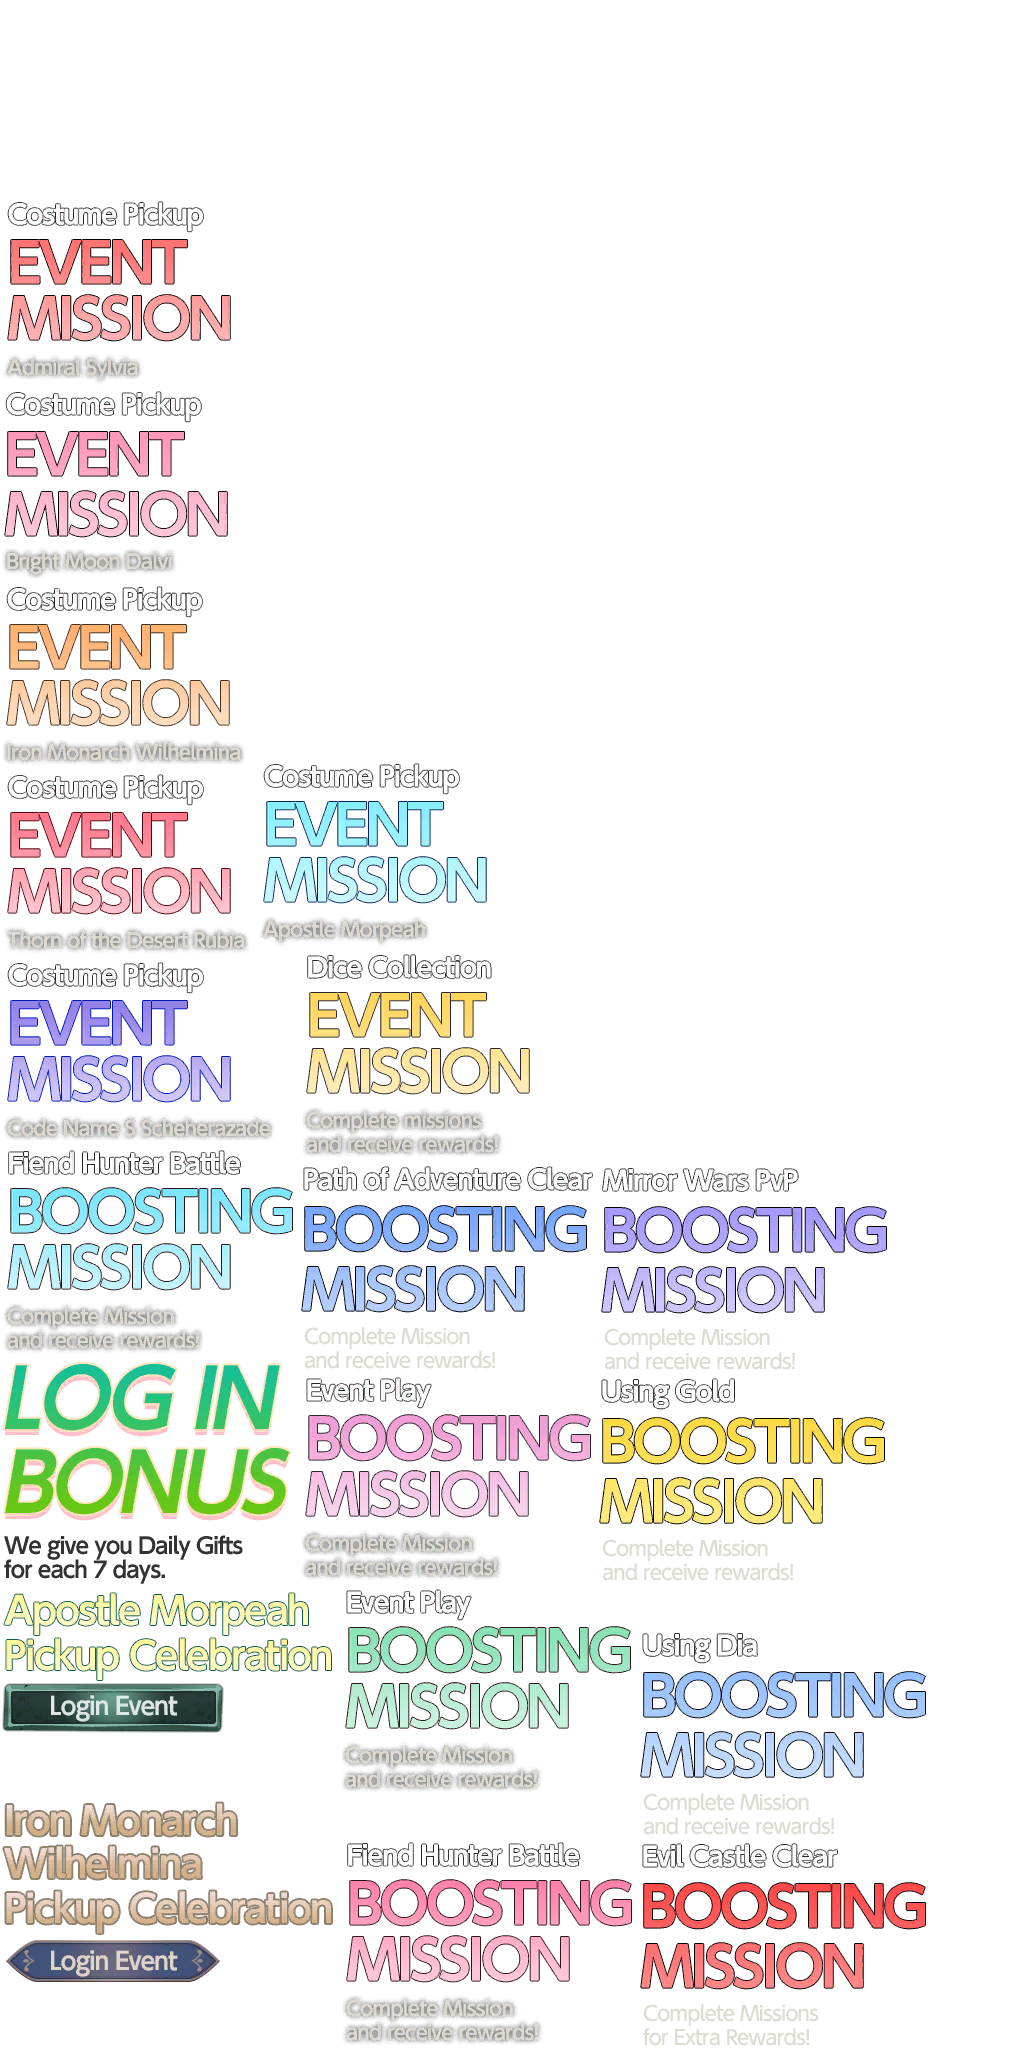 Costume Pickup
EVENT
MISSION
Admiral Sylvia
Costume Pickup
EVENT
MISSION
Bright Moon Dalvi
Costume Pickup
EVENT
MISSION
Iron Monarch Wilhelmina
Costume Pickup
EVENT
MISSION
Thorn of the Desert Rubia
Costume Pickup
EVENT
MISSION
Apostle Morpeah
Costume Pickup
EVENT
MISSION
Code Name S Scheherazade
Dice Collection
EVENT
MISSION
Complete missions
and receive rewards!
Fiend Hunter Battle
BOOSTING
MISSION
Complete Mission
and receive rewards!
Path of Adventure Clear
BOOSTING
MISSION
Complete Mission
and receive rewards!
Mirror Wars PvP
BOOSTING
MISSION
Complete Mission
and receive rewards!
LOG IN
BONUS
We give you Daily Gifts
for each 7 days.
Event Play
BOOSTING
MISSION
Complete Mission
and receive rewards!
Using Gold
BOOSTING
MISSION
Complete Mission
and receive rewards!
Apostle Morpeah
Pickup Celebration
Login Event
Event Play
BOOSTING
MISSION
Complete Mission
and receive rewards!
Using Dia
BOOSTING
MISSION
Complete Mission
and receive rewards!
Iron Monarch
Wilhelmina
Pickup Celebration
Login Event
Fiend Hunter Battle
BOOSTING
MISSION
Complete Mission
and receive rewards!
Evil Castle Clear
BOOSTING
MISSION
Complete Missions
for Extra Rewards!